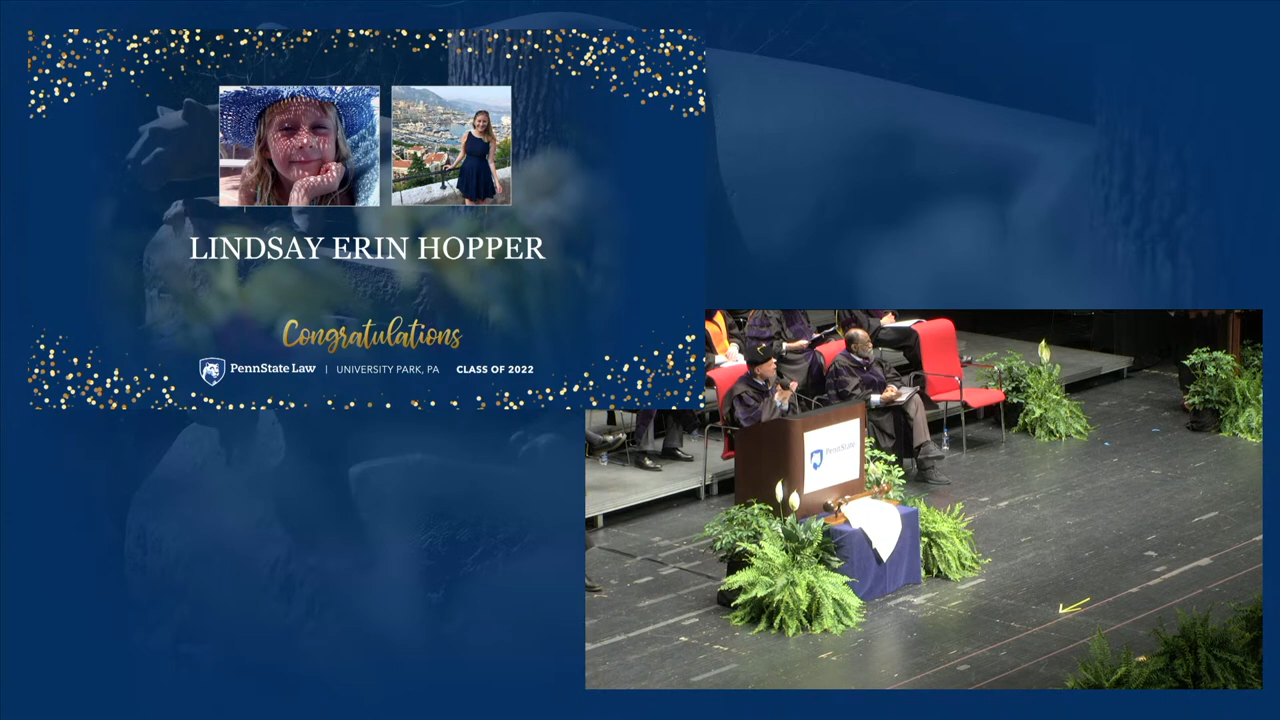 LINDSAY ERIN HOPPER
Congratulations
PennState Law | UNIVERSITY PARK, PA CLASS OF 2022
PennState